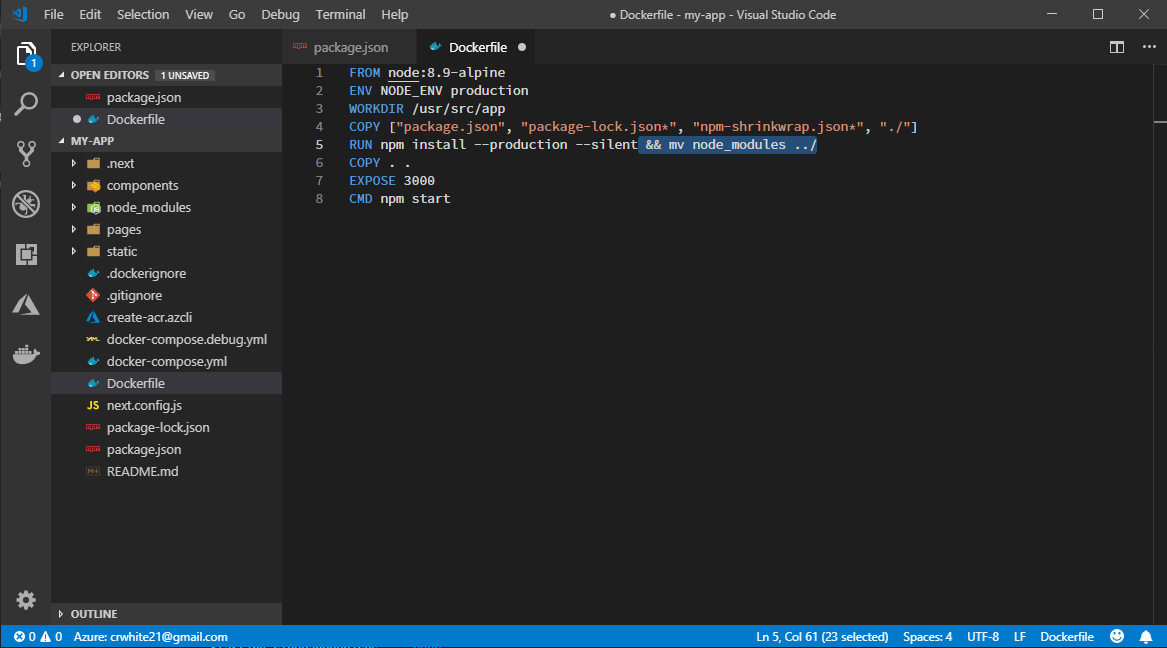 File Edit Selection View Go Debug Terminal Help
● Dockerfile - my-app - Visual Studio Code
EXPLORER
package.json
Dockerfile ●
OPEN EDITORS 1 UNSAVED
package.json
● Dockerfile
MY-APP
.next
components
node_modules
pages
static
.dockerignore
.gitignore
create-acr.azcli
docker-compose.debug.yml
docker-compose.yml
Dockerfile
JS next.config.js
package-lock.json
package.json
README.md
OUTLINE
1
1 FROM node:8.9-alpine
2 ENV NODE_ENV production
3 WORKDIR /usr/src/app
4 COPY ["package.json", "package-lock.json*", "npm-shrinkwrap.json*", "./"]
5 RUN npm install --production --silent && mv node_modules ../
6 COPY . .
7 EXPOSE 3000
8 CMD npm start
0 0 Azure: crwhite21@gmail.com
Ln 5, Col 61 (23 selected) Spaces: 4 UTF-8 LF Dockerfile